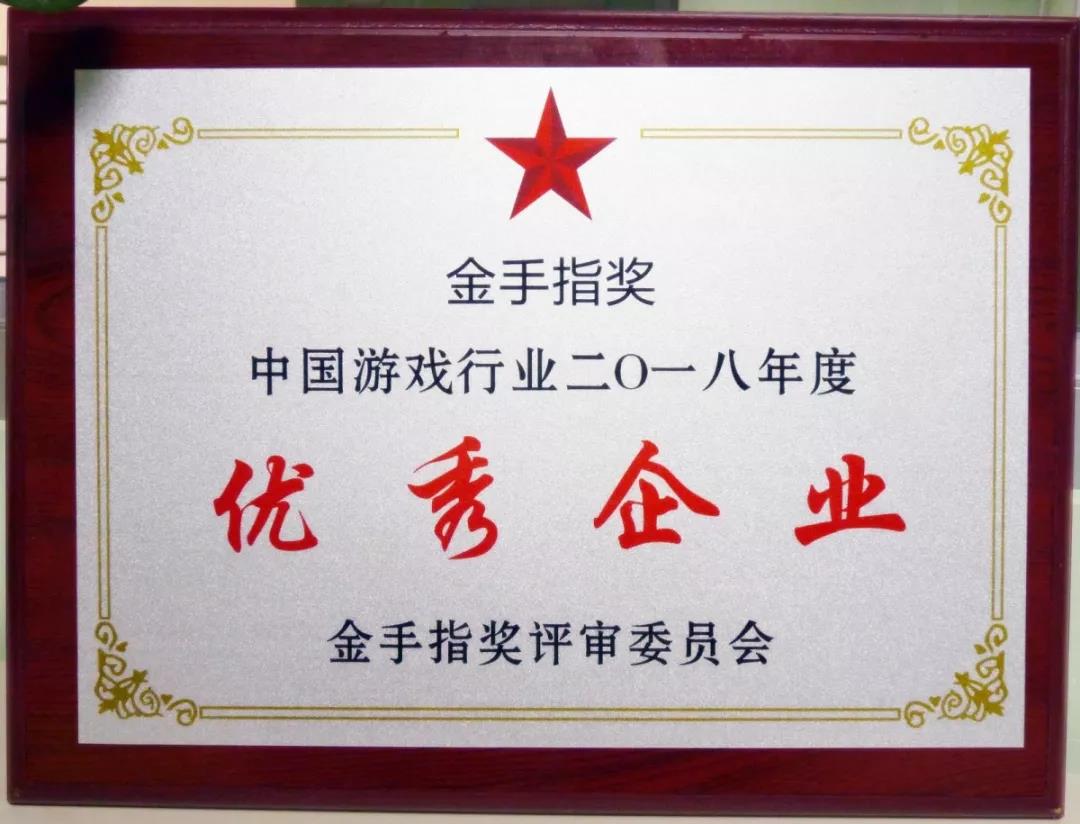 金手指奖
中国游戏行业二〇一八年度
优秀企业
金手指奖评审委员会